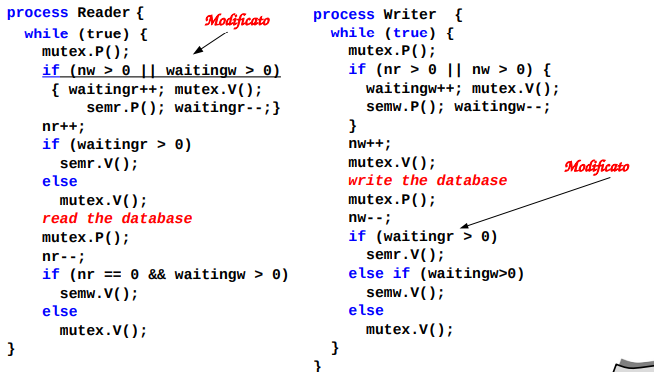 process Reader {
while (true) {
mutex.P();
if (nw > 0 || waitingw > 0)
{ waitingr++; mutex.V();
semr.P(); waitingr--;}
nr++;
if (waitingr > 0)
semr.V();
else
mutex.V();
read the database
mutex.P();
nr--;
if (nr == 0 && waitingw > 0)
semw.V();
else
mutex.V();
}
Modificato
process Writer {
while (true) {
mutex.P();
if (nr > 0 || nw > 0) {
waitingw++; mutex.V();
semw.P(); waitingw--;
}
nw++;
mutex.V();
write the database
mutex.P();
nw--;
if (waitingr > 0)
semr.V();
else if (waitingw>0)
semw.V();
else
mutex.V();
}
}
Modificato